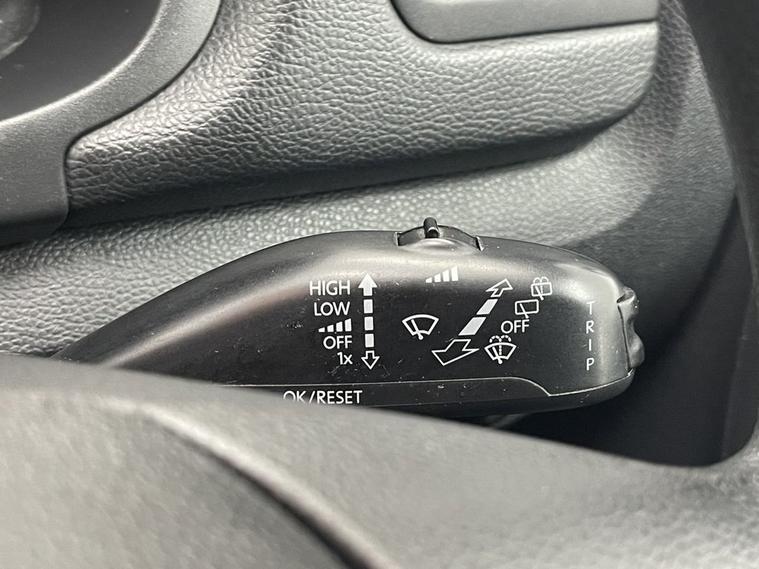 HIGH
LOW
OFF
1x
OFF
TRIP
OK/RESET